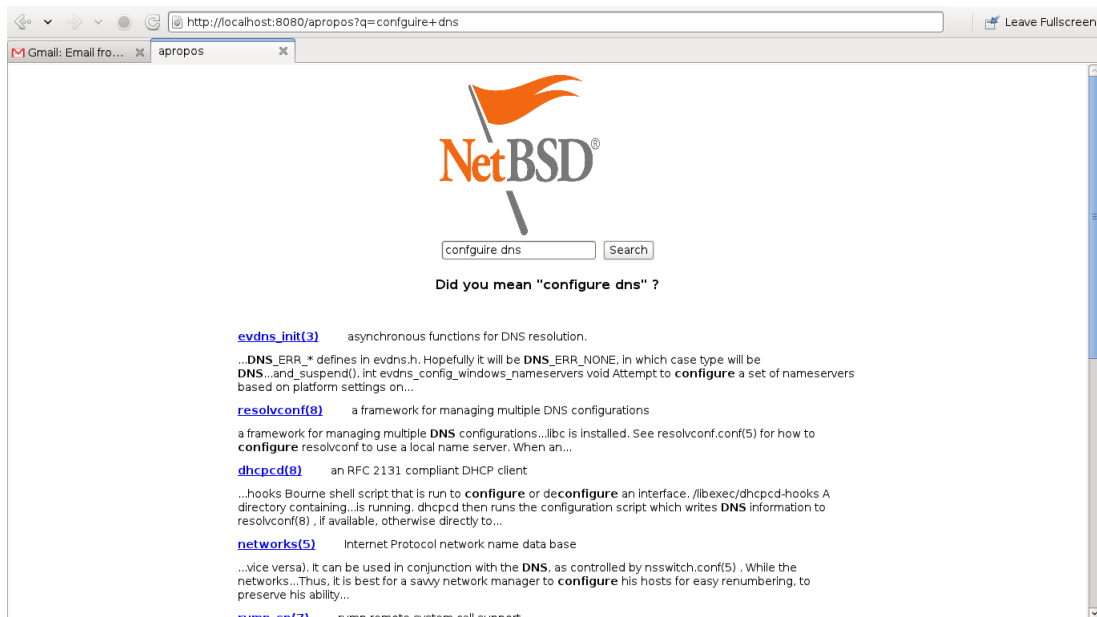 http://localhost:8080/apropos?q=confguire+dns
Leave Fullscreen
Gmail: Email fro...
apropos
NetBSD®
confguire dns
Search
Did you mean "configure dns" ?
evdns_init(3) asynchronous functions for DNS resolution.
...DNS_ERR_* defines in evdns.h. Hopefully it will be DNS_ERR_NONE, in which case type will be
DNS...and_suspend(). int evdns_config_windows_nameservers void Attempt to configure a set of nameservers
based on platform settings on...
resolvconf(8) a framework for managing multiple DNS configurations
a framework for managing multiple DNS configurations...libc is installed. See resolvconf.conf(5) for how to
configure resolvconf to use a local name server. When an...
dhcpcd(8) an RFC 2131 compliant DHCP client
...hooks Bourne shell script that is run to configure or deconfigure an interface. /libexec/dhcpcd-hooks A
directory containing...is running. dhcpcd then runs the configuration script which writes DNS information to
resolvconf(8) , if available, otherwise directly to...
networks(5) Internet Protocol network name data base
...vice versa). It can be used in conjunction with the DNS, as controlled by nsswitch.conf(5) . While the
networks...Thus, it is best for a savvy network manager to configure his hosts for easy renumbering, to
preserve his ability...
rump_sp(7) rump remote system call support